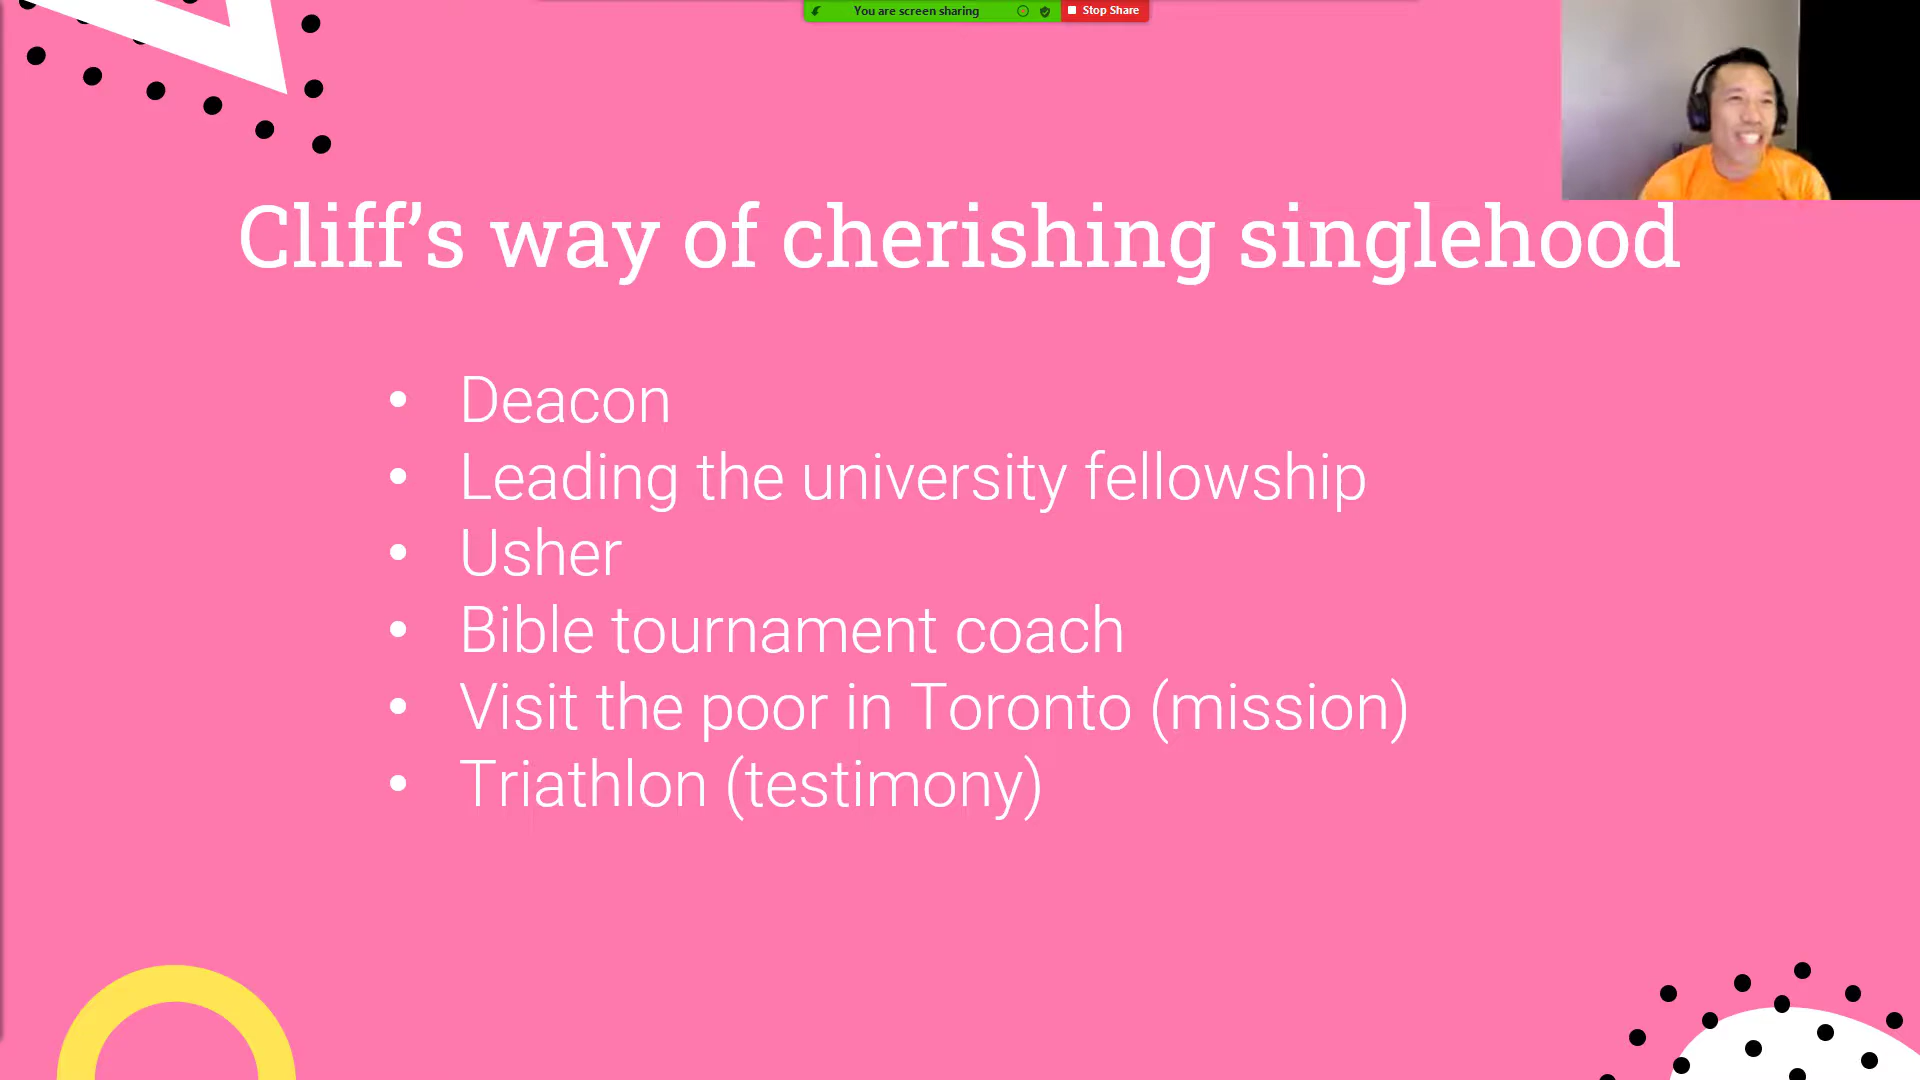 You are screen sharing
Stop Share
Cliff’s way of cherishing singlehood
• Deacon
• Leading the university fellowship
• Usher
• Bible tournament coach
• Visit the poor in Toronto (mission)
• Triathlon (testimony)